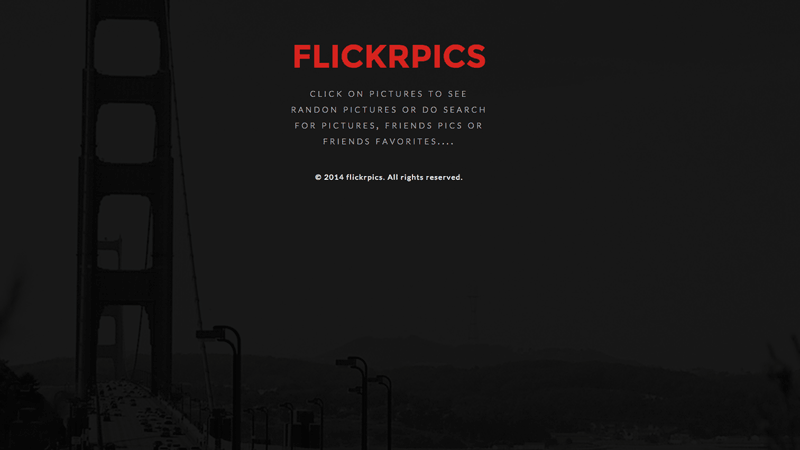 FLICKRPICS
CLICK ON PICTURES TO SEE
RANDON PICTURES OR DO SEARCH
FOR PICTURES, FRIENDS PICS OR
FRIENDS FAVORITES....
© 2014 flickrpics. All rights reserved.